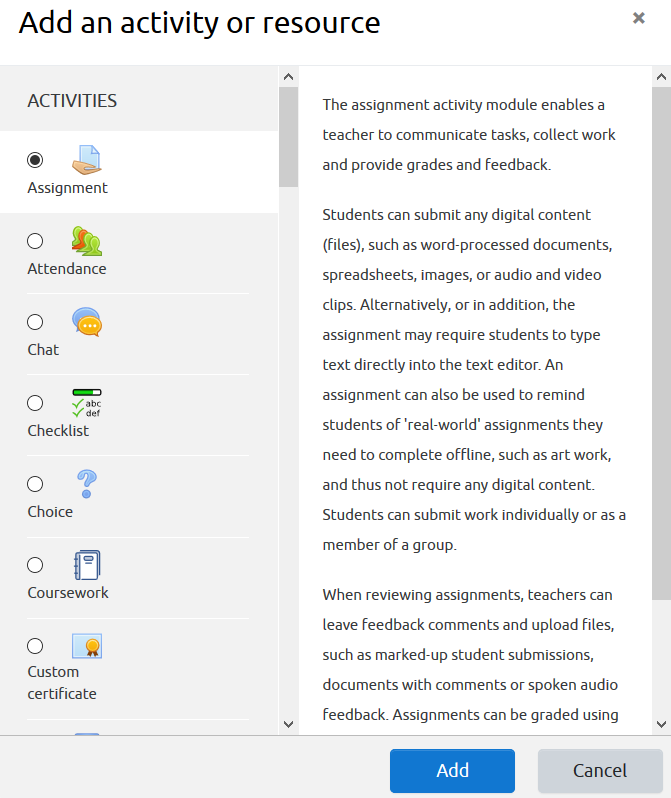 Add an activity or resource
ACTIVITIES
Assignment
Attendance
Chat
abc
def
Checklist
Choice
Coursework
Custom
certificate
The assignment activity module enables a
teacher to communicate tasks, collect work
and provide grades and feedback.
Students can submit any digital content
(files), such as word-processed documents,
spreadsheets, images, or audio and video
clips. Alternatively, or in addition, the
assignment may require students to type
text directly into the text editor. An
assignment can also be used to remind
students of 'real-world' assignments they
need to complete offline, such as art work,
and thus not require any digital content.
Students can submit work individually or as a
member of a group.
When reviewing assignments, teachers can
leave feedback comments and upload files,
such as marked-up student submissions,
documents with comments or spoken audio
feedback. Assignments can be graded using
Add
Cancel